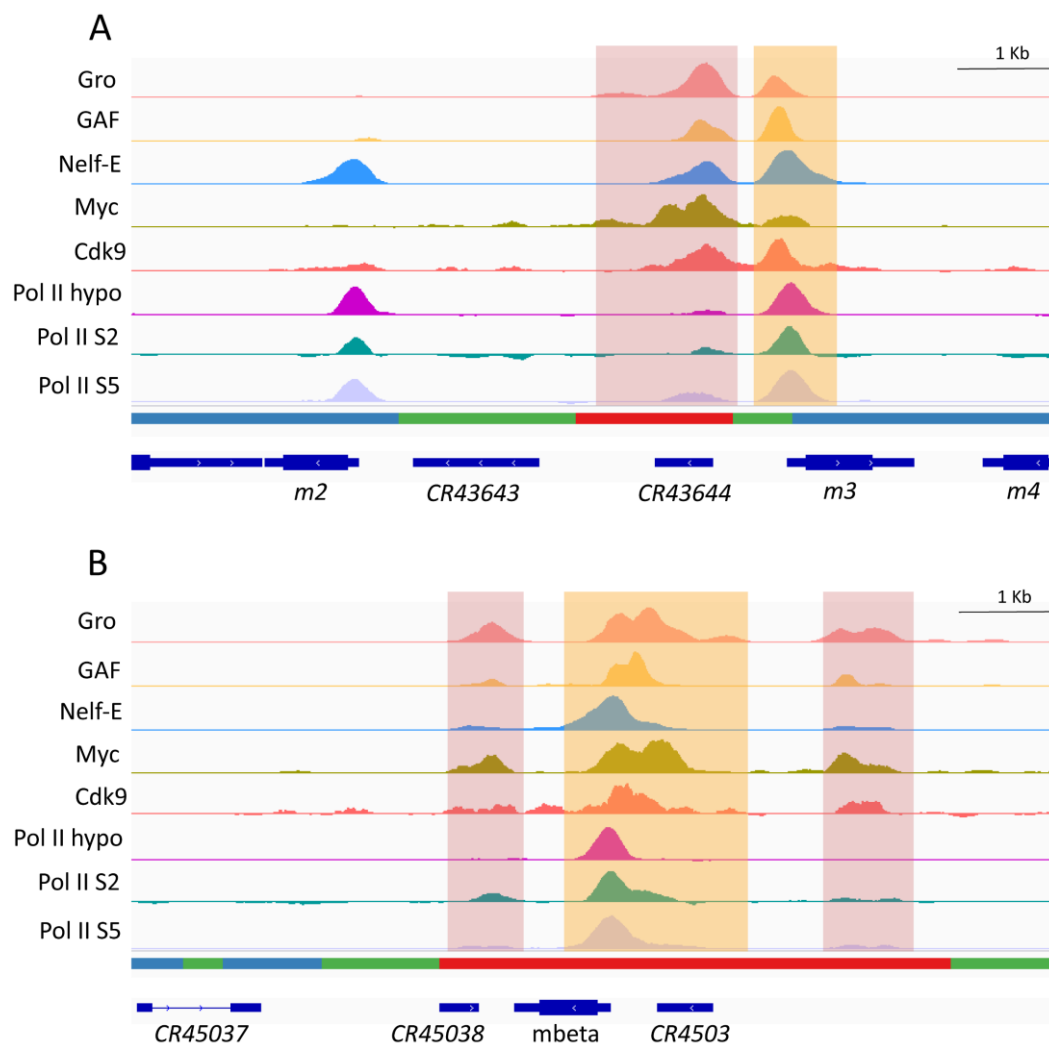 A
1 Kb
Gro
GAF
Nelf-E
Myc
Cdk9
Pol II hypo
Pol II S2
Pol II S5
m2 CR43643 CR43644 m3 m4
B
1 Kb
Gro
GAF
Nelf-E
Myc
Cdk9
Pol II hypo
Pol II S2
Pol II S5
CR45037 CR45038 mbeta CR4503